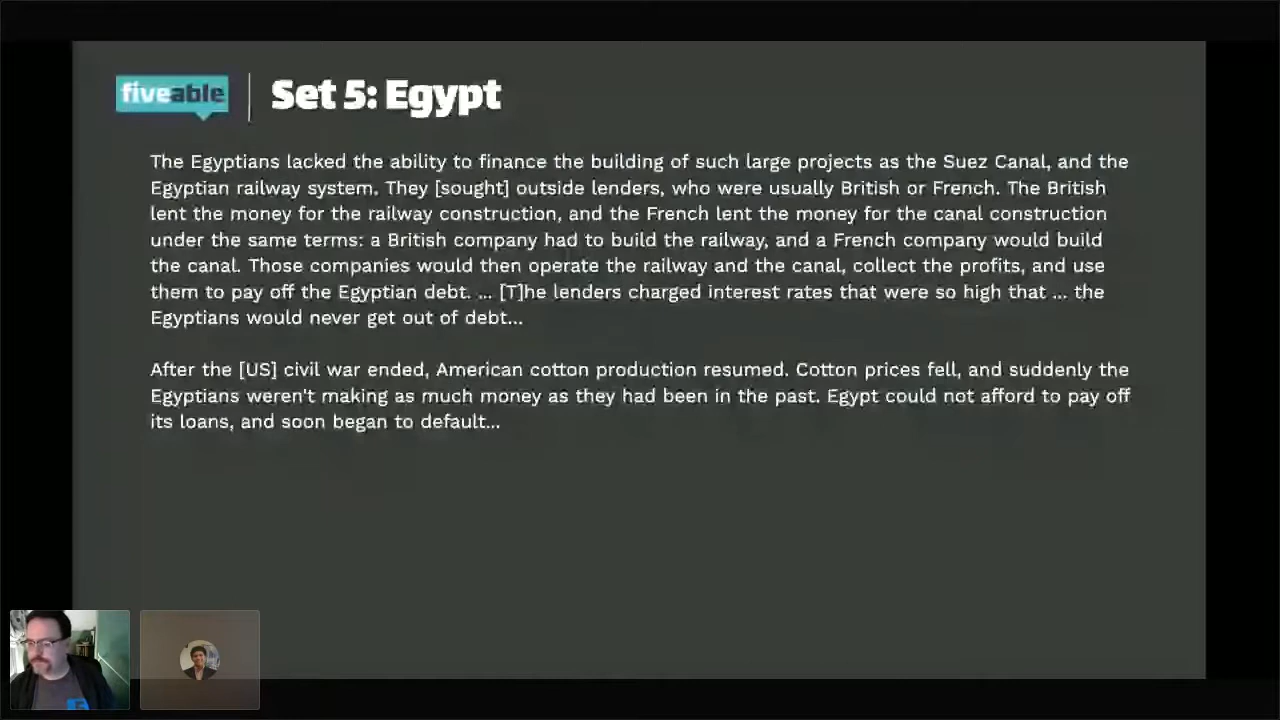 fiveable
Set 5: Egypt
The Egyptians lacked the ability to finance the building of such large projects as the Suez Canal, and the
Egyptian railway system. They [sought] outside lenders, who were usually British or French. The British
lent the money for the railway construction, and the French lent the money for the canal construction
under the same terms: a British company had to build the railway, and a French company would build
the canal. Those companies would then operate the railway and the canal, collect the profits, and use
them to pay off the Egyptian debt. ... [T]he lenders charged interest rates that were so high that ... the
Egyptians would never get out of debt...
After the [US] civil war ended, American cotton production resumed. Cotton prices fell, and suddenly the
Egyptians weren't making as much money as they had been in the past. Egypt could not afford to pay off
its loans, and soon began to default...